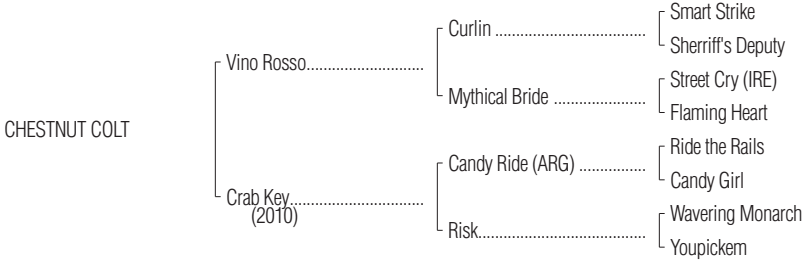 Smart Strike
Curlin ....................................
Sherriff's Deputy
Vino Rosso...........................
Street Cry (IRE)
Mythical Bride ......................
Flaming Heart
CHESTNUT COLT
Ride the Rails
Candy Ride (ARG) ................
Candy Girl
Crab Key...............................
(2010)
Wavering Monarch
Risk........................................
Youpickem